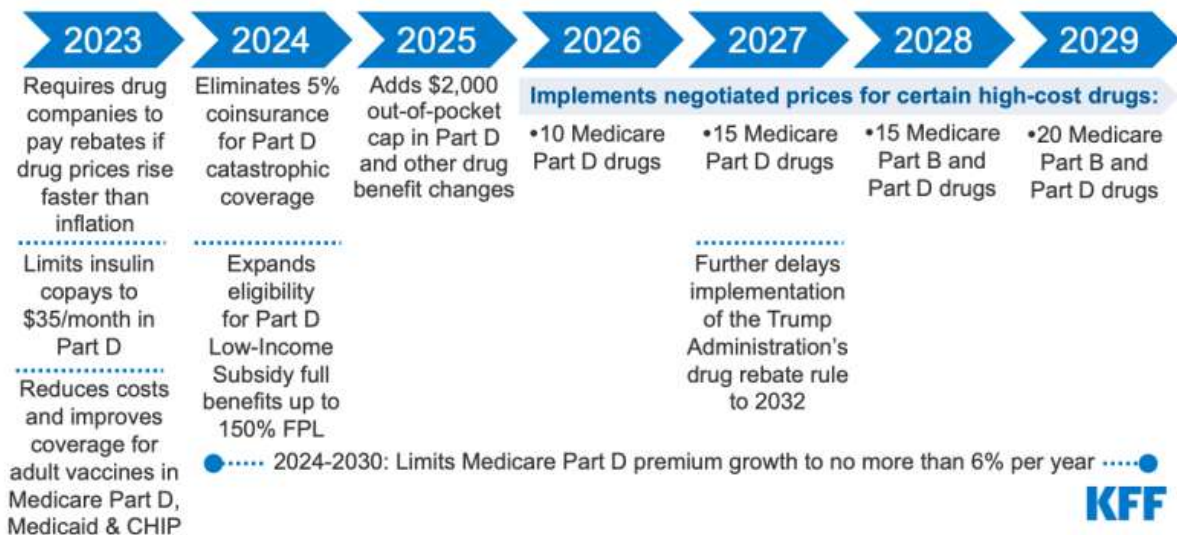 2023
2024
2025
2026
2027
2028
2029
Requires drug
companies to
pay rebates if
drug prices rise
faster than
inflation
Limits insulin
copays to
$35/month in
Part D
Reduces costs
and improves
coverage for
adult vaccines in
Medicare Part D,
Medicaid & CHIP
Eliminates 5%
coinsurance
for Part D
catastrophic
coverage
Expands
eligibility
for Part D
Low-Income
Subsidy full
benefits up to
150% FPL
Adds $2,000
out-of-pocket
cap in Part D
and other drug
benefit changes
Implements negotiated prices for certain high-cost drugs:
•10 Medicare
Part D drugs
•15 Medicare
Part D drugs
Further delays
implementation
of the Trump
Administration's
drug rebate rule
to 2032
•15 Medicare
Part B and
Part D drugs
•20 Medicare
Part B and
Part D drugs
2024-2030: Limits Medicare Part D premium growth to no more than 6% per year
KFF